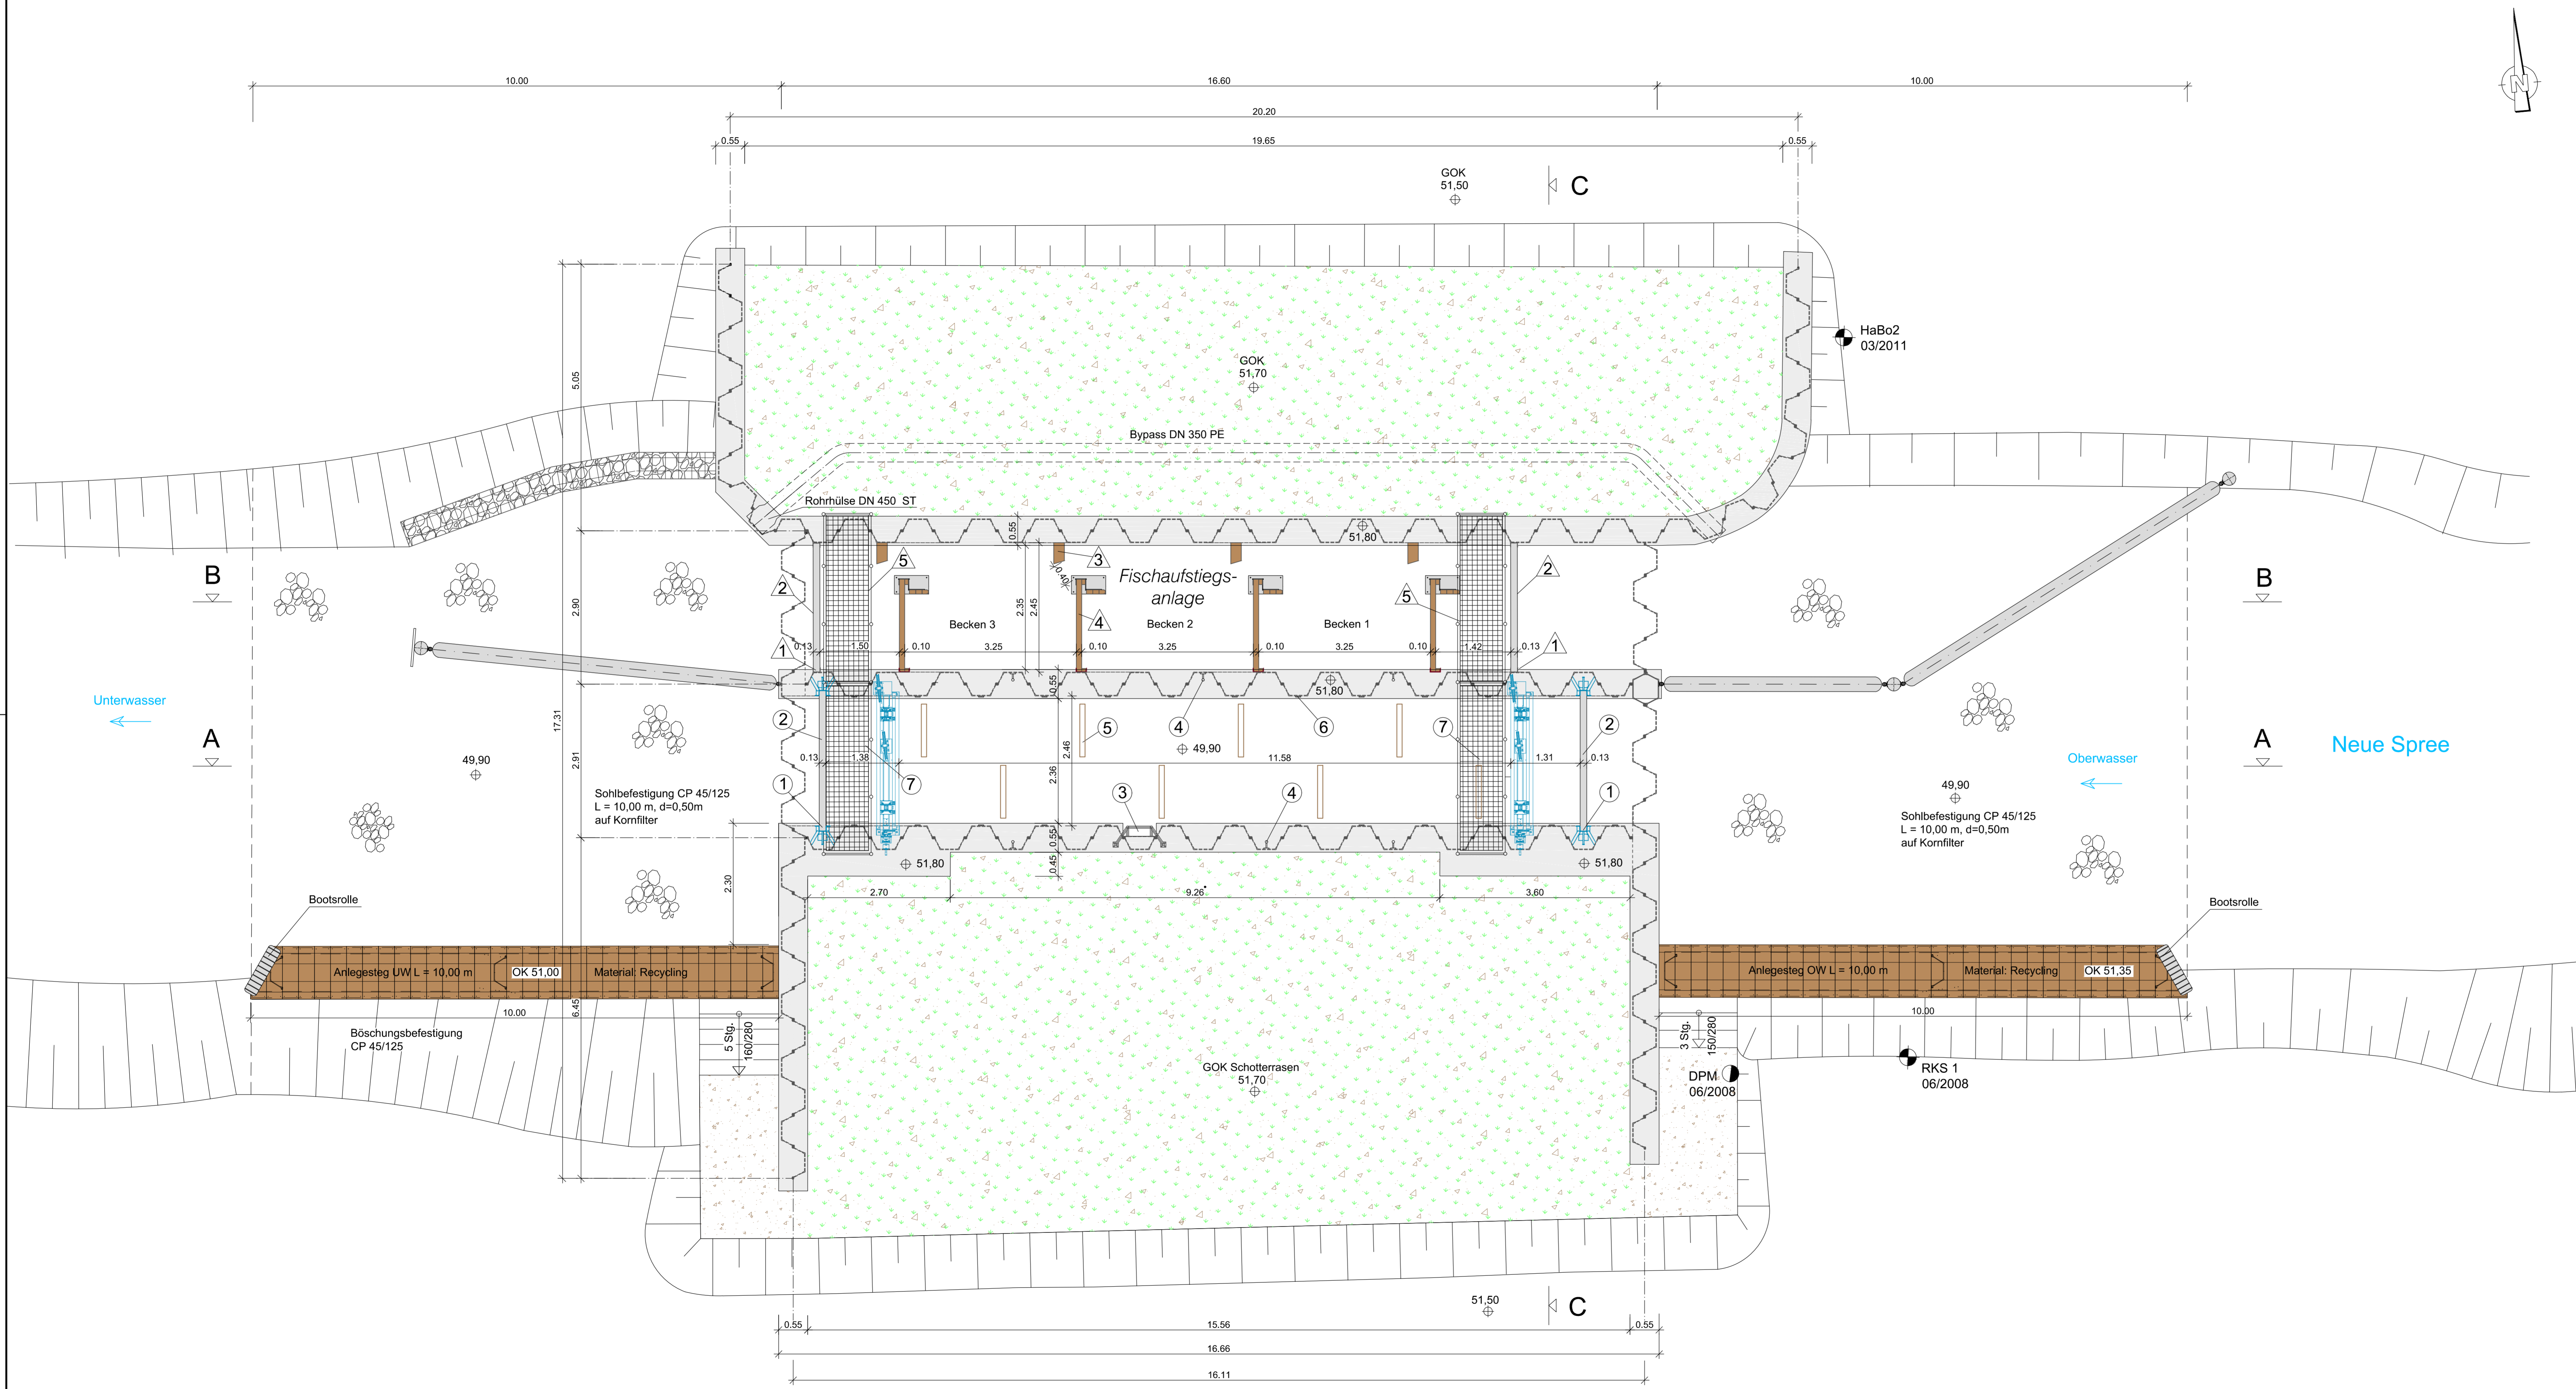 10.00
16.60
10.00
N
20.20
0.55
19.65
0.55
GOK
51,50
C
HaBo2
03/2011
GOK
51,70
5.05
Bypass DN 350 PE
Rohrhülse DN 450 ST
0.55
51,80
B
2
5
3
0.40
Fischaufstiegs-
anlage
5
2
B
2.90
2.35
2.45
4
Becken 3
Becken 2
Becken 1
1
0.13
1.50
0.10
3.25
0.10
3.25
0.10
3.25
0.10
1.42
1
0.13
0.55
51,80
Unterwasser
17.31
A
2
5
4
6
7
2
A
Neue Spree
49,90
2.91
0.13
1.38
7
2.46
49,90
11.58
1.31
0.13
Oberwasser
2.36
49,90
Sohlbefestigung CP 45/125
L = 10,00 m, d=0,50m
auf Kornfilter
1
3
4
1
Sohlbefestigung CP 45/125
L = 10,00 m, d=0,50m
auf Kornfilter
0.55
0.45
51,80
51,80
2.30
2.70
9.26
3.60
Bootsrolle
Bootsrolle
Anlegesteg UW L = 10,00 m
OK 51,00
Material: Recycling
Anlegesteg OW L = 10,00 m
Material: Recycling
OK 51,35
6.45
10.00
10.00
Böschungsbefestigung
CP 45/125
5 Stg.
160/280
3 Stg.
150/280
GOK Schotterrasen
51,70
DPM
06/2008
RKS 1
06/2008
51,50
C
0.55
15.56
0.55
16.66
16.11